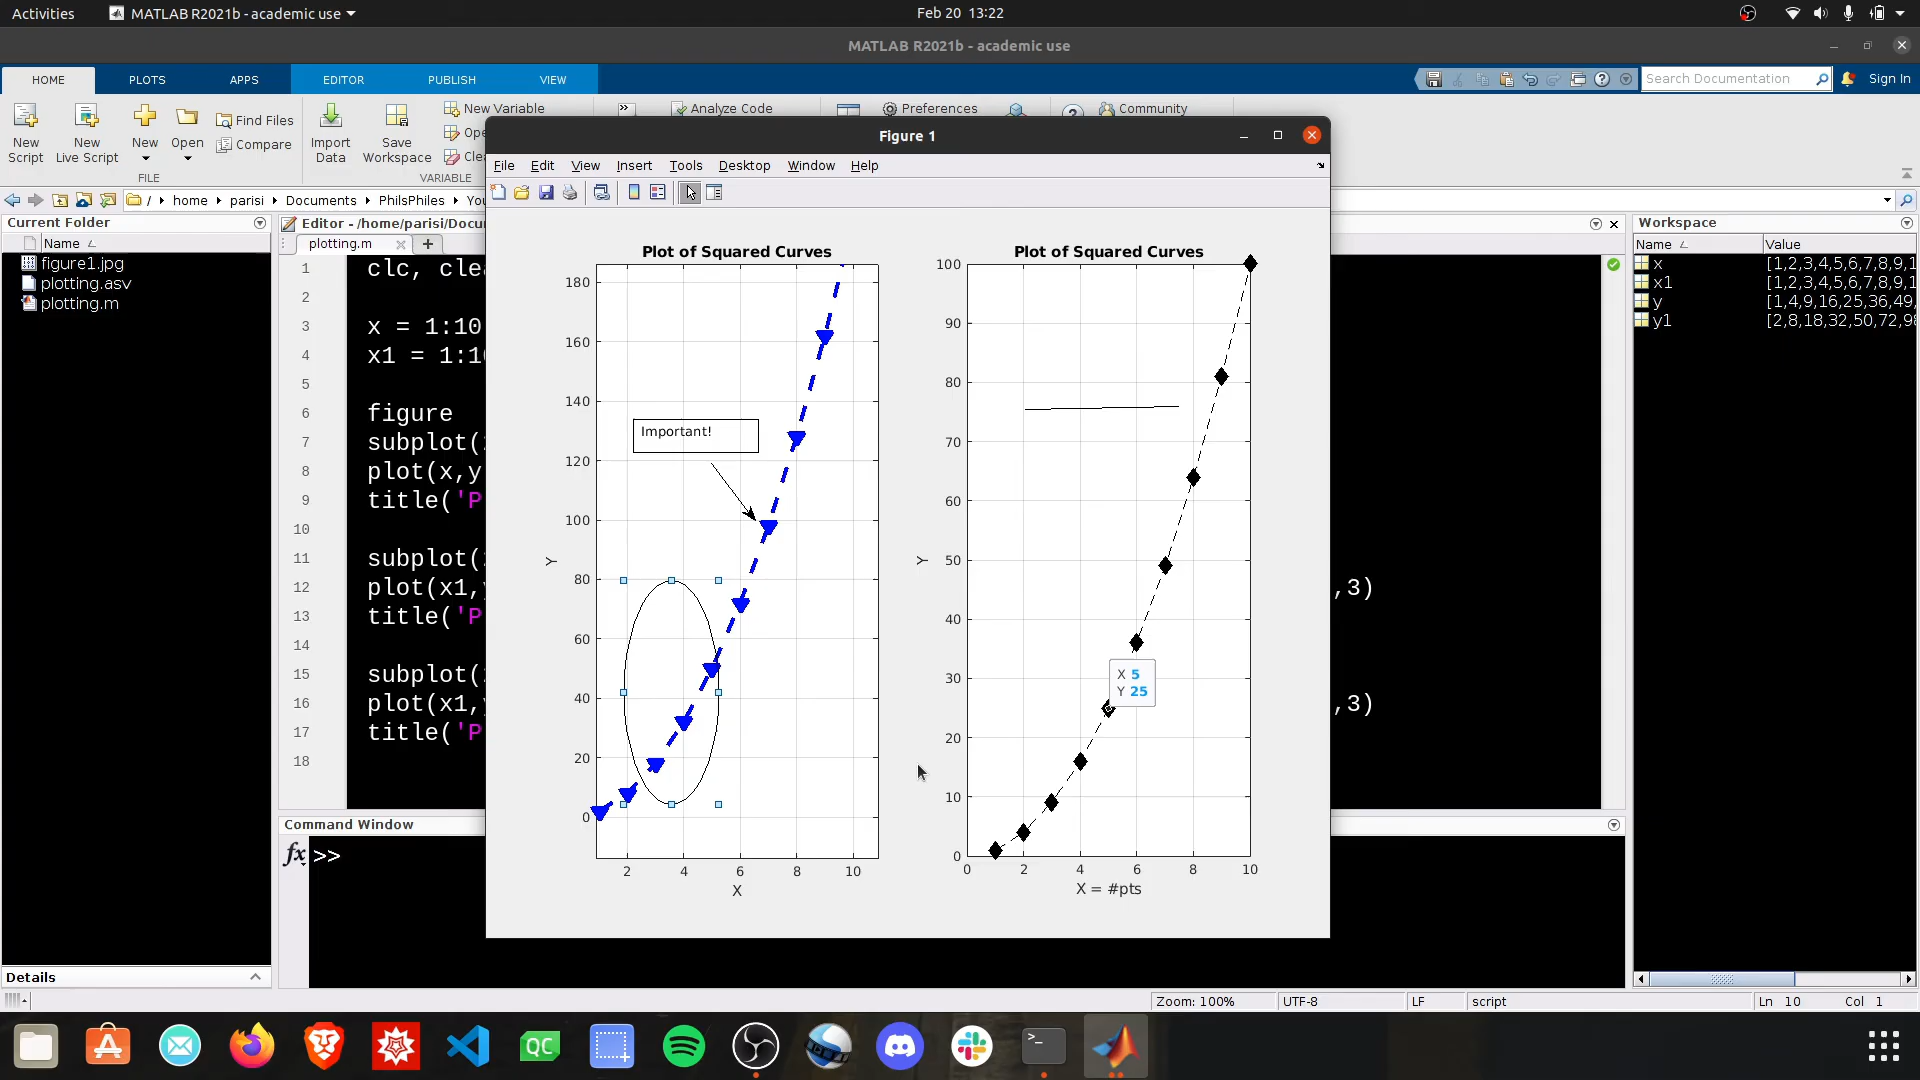 Activities
MATLAB R2021b - academic use
Feb 20 13:22
MATLAB R2021b - academic use
HOME
PLOTS
APPS
EDITOR
PUBLISH
VIEW
Search Documentation
Sign In
New Script
New Live Script
New
Open
Find Files
Compare
Import Data
Save Workspace
New Variable
Analyze Code
Preferences
Community
FILE
VARIABLE
/ home parisi Documents PhilsPhiles
Current Folder
Name
figure1.jpg
plotting.asv
plotting.m
Details
Editor - /home/parisi/Docu
plotting.m
1 clc, clea
2
3 x = 1:10
4 x1 = 1:1
5
6 figure
7 subplot(
8 plot(x,y
9 title('P
10
11 subplot(
12 plot(x1, ,3)
13 title('P
14
15 subplot(
16 plot(x1, ,3)
17 title('P
18
Command Window
fx >>
Figure 1
File Edit View Insert Tools Desktop Window Help
Plot of Squared Curves
180
160
140
120
100
80
60
40
20
0
2 4 6 8 10
X
Y
Important!
Plot of Squared Curves
100
90
80
70
60
50
40
30
20
10
0
0 2 4 6 8 10
X = #pts
Y
X 5
Y 25
Workspace
Name Value
x [1,2,3,4,5,6,7,8,9,1
x1 [1,2,3,4,5,6,7,8,9,1
y [1,4,9,16,25,36,49,
y1 [2,8,18,32,50,72,9
Zoom: 100% UTF-8 LF script Ln 10 Col 1
QC
>_